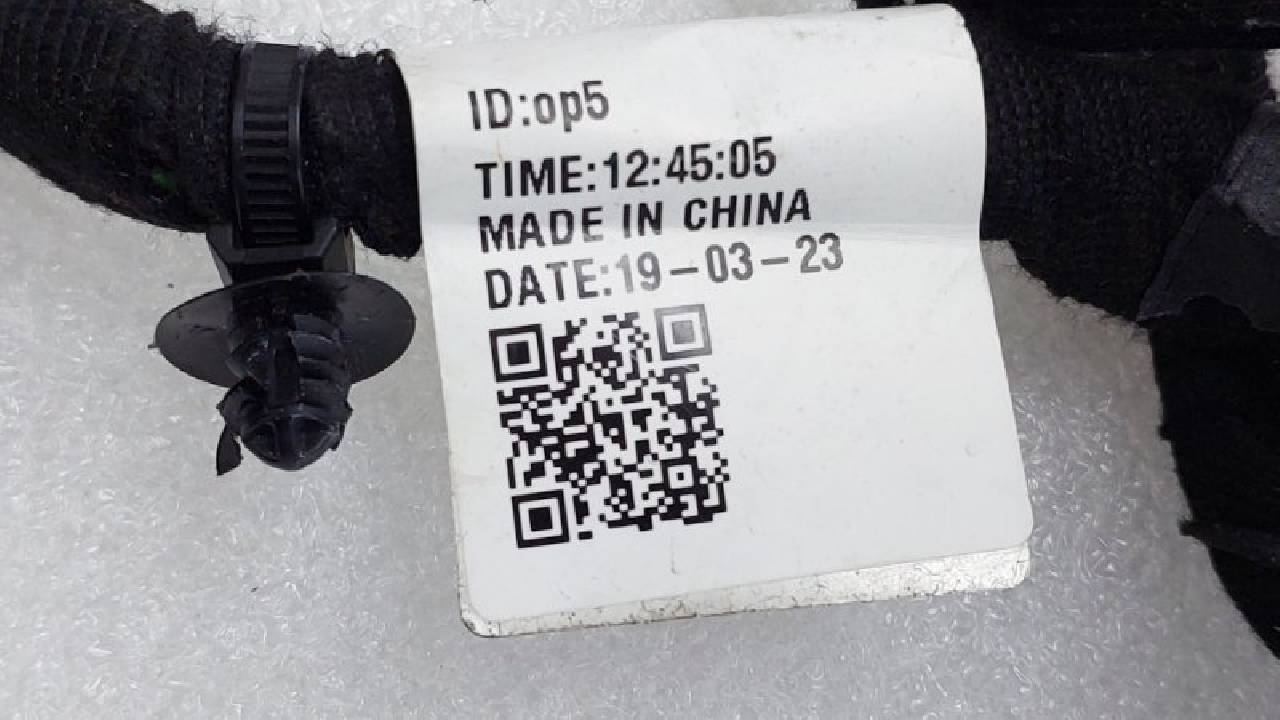 ID:op5
TIME:12:45:05
MADE IN CHINA
DATE:19-03-23